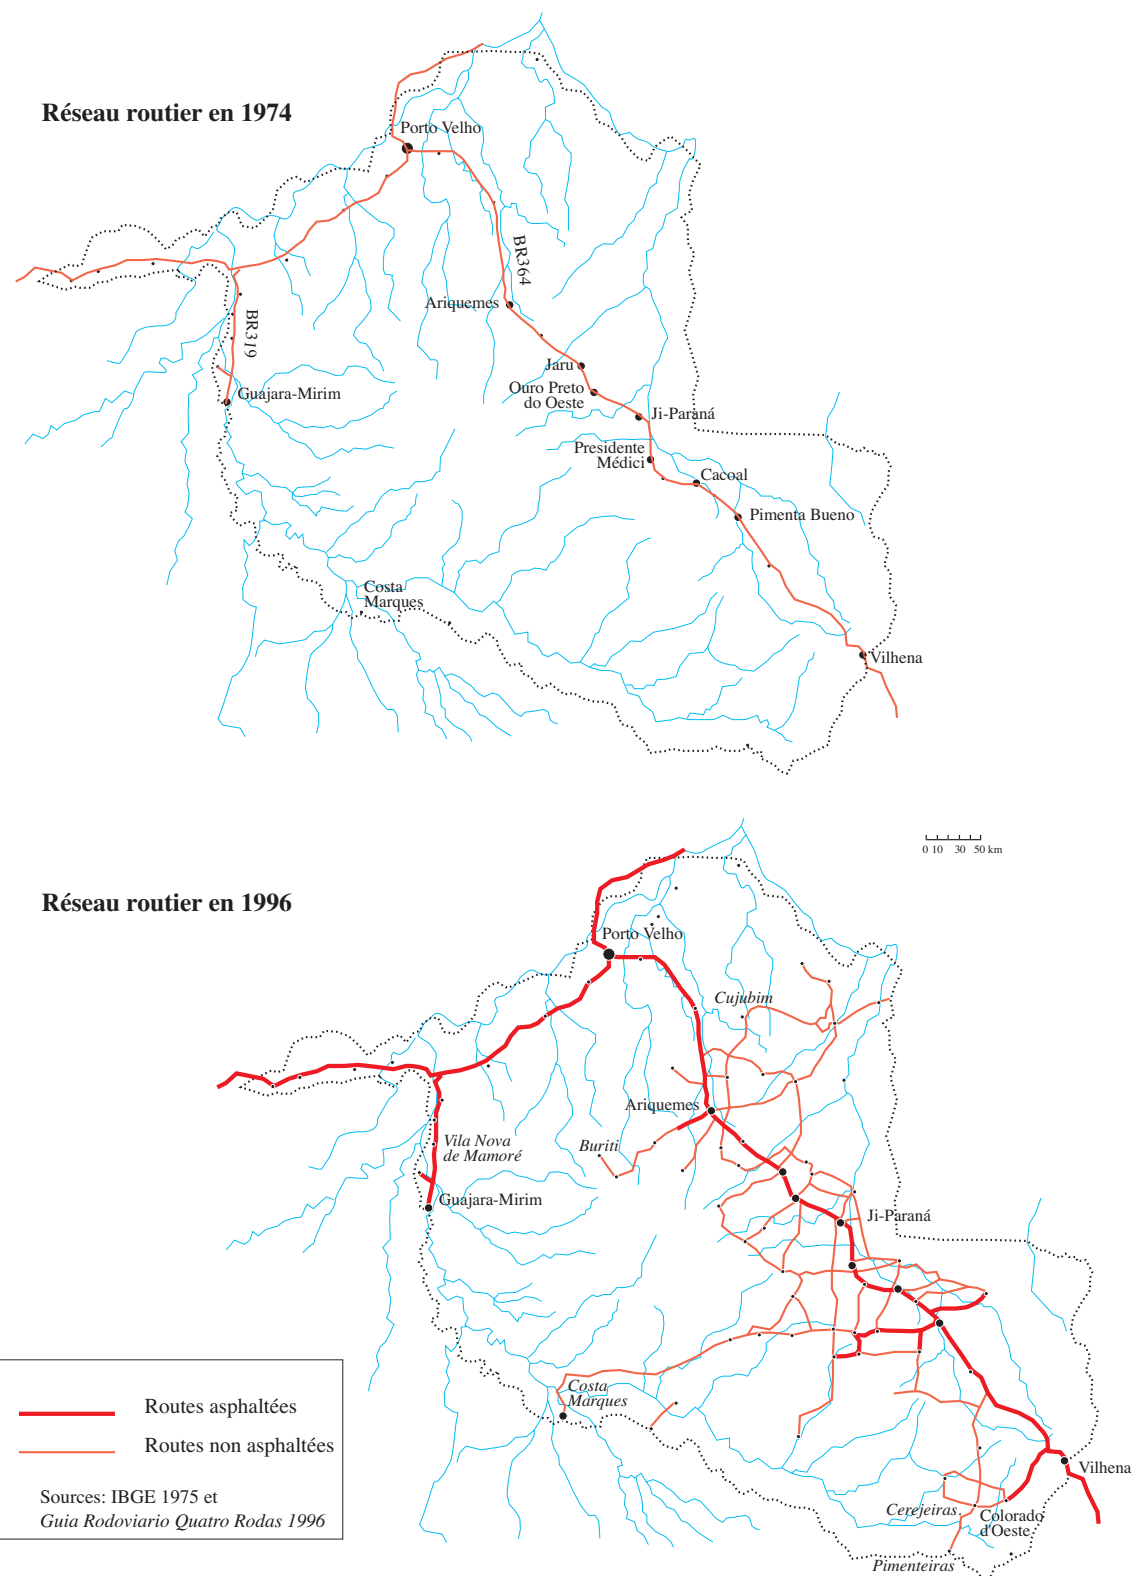 Réseau routier en 1974
Porto Velho
BR364
Ariquemes
BR319
Jaru
Guajara-Mirim
Ouro Preto
do Oeste
Ji-Paraná
Presidente
Médici
Cacoal
Pimenta Bueno
Costa
Marques
Vilhena
0 10 30 50 km
Réseau routier en 1996
Porto Velho
Cujubim
Ariquemes
Vila Nova
de Mamoré
Buriti
Guajara-Mirim
Ji-Paraná
Costa
Marques
Vilhena
Cerejeiras
Colorado
d'Oeste
Pimenteiras
Routes asphaltées
Routes non asphaltées
Sources: IBGE 1975 et
Guia Rodoviario Quatro Rodas 1996